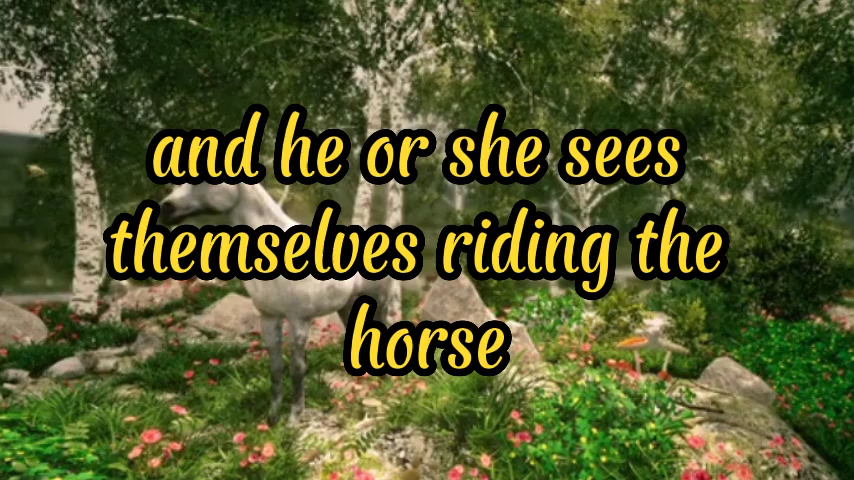 and he or she sees
themselves riding the
horse